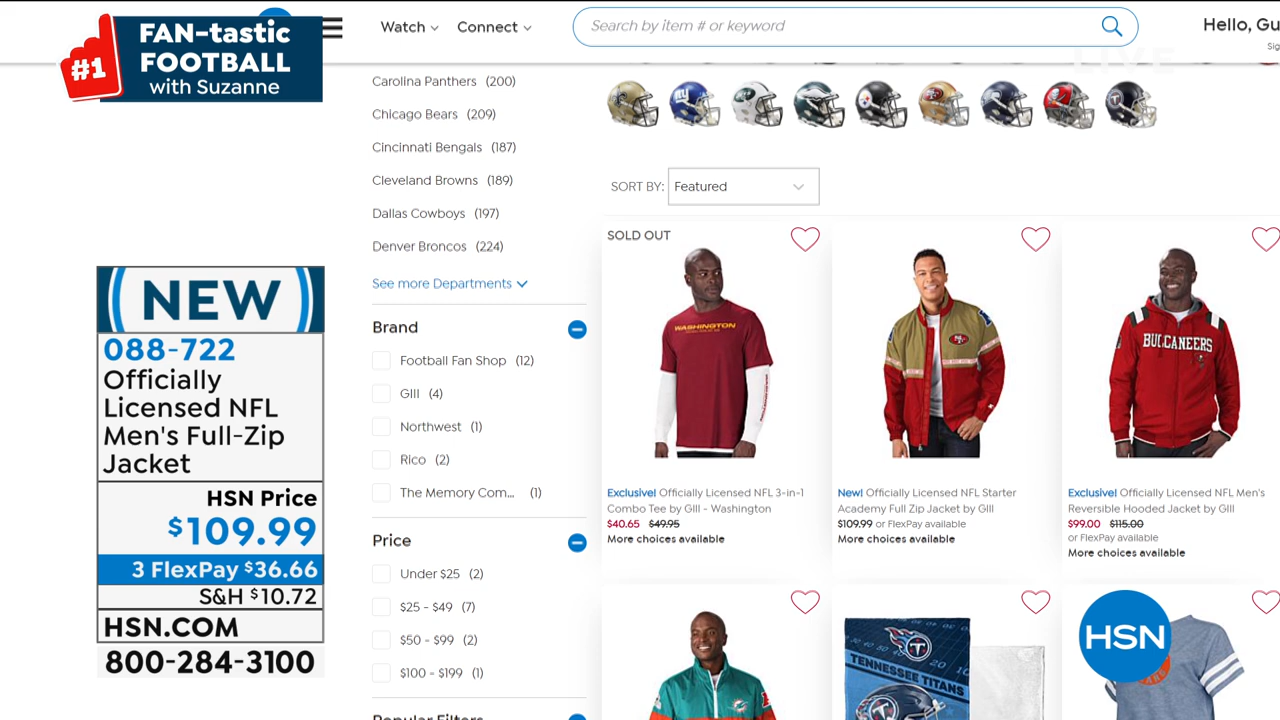 #1
FAN-tastic
FOOTBALL
with Suzanne
Watch
Connect
Search by item # or keyword
Hello, Gu
Sig
LIVE
Carolina Panthers (200)
Chicago Bears (209)
Cincinnati Bengals (187)
Cleveland Browns (189)
Dallas Cowboys (197)
Denver Broncos (224)
See more Departments
Brand
Football Fan Shop (12)
GIII (4)
Northwest (1)
Rico (2)
The Memory Com... (1)
Price
Under $25 (2)
$25 - $49 (7)
$50 - $99 (2)
$100 - $199 (1)
Popular Filters
NEW
088-722
Officially
Licensed NFL
Men's Full-Zip
Jacket
HSN Price
$109.99
3 FlexPay $36.66
S&H $10.72
HSN.COM
800-284-3100
SORT BY: Featured
SOLD OUT
WASHINGTON
Exclusive! Officially Licensed NFL 3-in-1
Combo Tee by GIII - Washington
$40.65 $49.95
More choices available
New! Officially Licensed NFL Starter
Academy Full Zip Jacket by GIII
$109.99 or FlexPay available
More choices available
BUCCANEERS
Exclusive! Officially Licensed NFL Men's
Reversible Hooded Jacket by GIII
$99.00 $115.00
or FlexPay available
More choices available
TENNESSEE TITANS
HSN